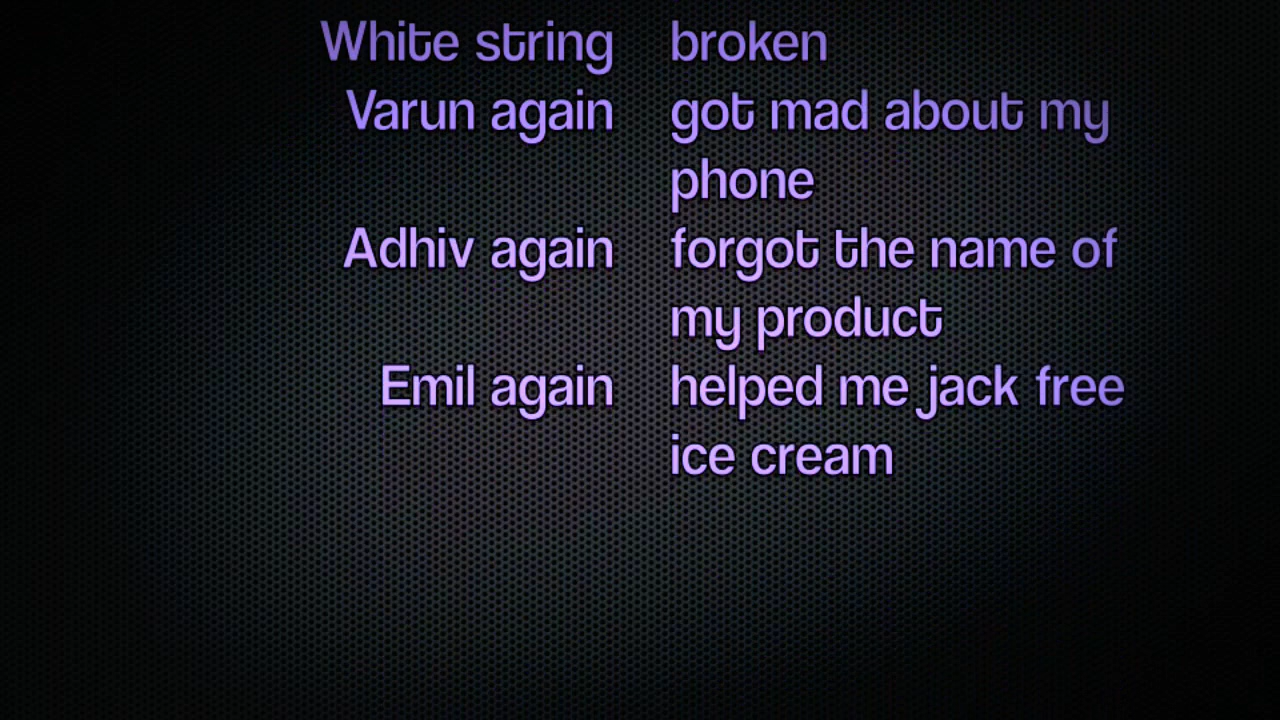 White string broken
Varun again got mad about my
phone
Adhiv again forgot the name of
my product
Emil again helped me jack free
ice cream